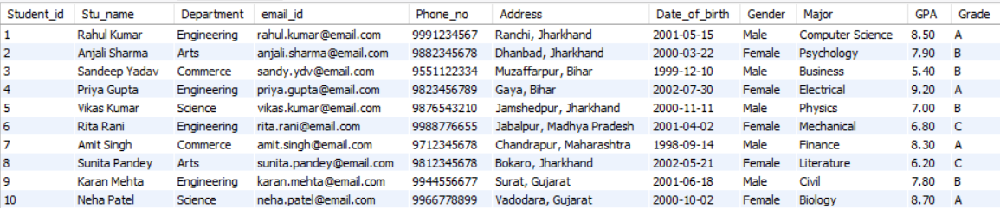 Student_id Stu_name Department email_id Phone_no Address Date_of_birth Gender Major GPA Grade
1 Rahul Kumar Engineering rahul.kumar@email.com 9991234567 Ranchi, Jharkhand 2001-05-15 Male Computer Science 8.50 A
2 Anjali Sharma Arts anjali.sharma@email.com 9882345678 Dhanbad, Jharkhand 2000-03-22 Female Psychology 7.90 B
3 Sandeep Yadav Commerce sandy.ydv@email.com 9551122334 Muzaffarpur, Bihar 1999-12-10 Male Business 5.40 B
4 Priya Gupta Engineering priya.gupta@email.com 9823456789 Gaya, Bihar 2002-07-30 Female Electrical 9.20 A
5 Vikas Kumar Science vikas.kumar@email.com 9876543210 Jamshedpur, Jharkhand 2000-11-11 Male Physics 7.00 B
6 Rita Rani Engineering rita.rani@email.com 9988776655 Jabalpur, Madhya Pradesh 2001-04-02 Female Mechanical 6.80 C
7 Amit Singh Commerce amit.singh@email.com 9712345678 Chandrapur, Maharashtra 1998-09-14 Male Finance 8.30 A
8 Sunita Pandey Arts sunita.pandey@email.com 9812345678 Bokaro, Jharkhand 2002-05-21 Female Literature 6.20 C
9 Karan Mehta Engineering karan.mehta@email.com 9944556677 Surat, Gujarat 2001-06-18 Male Civil 7.80 B
10 Neha Patel Science neha.patel@email.com 9966778899 Vadodara, Gujarat 2000-10-02 Female Biology 8.70 A